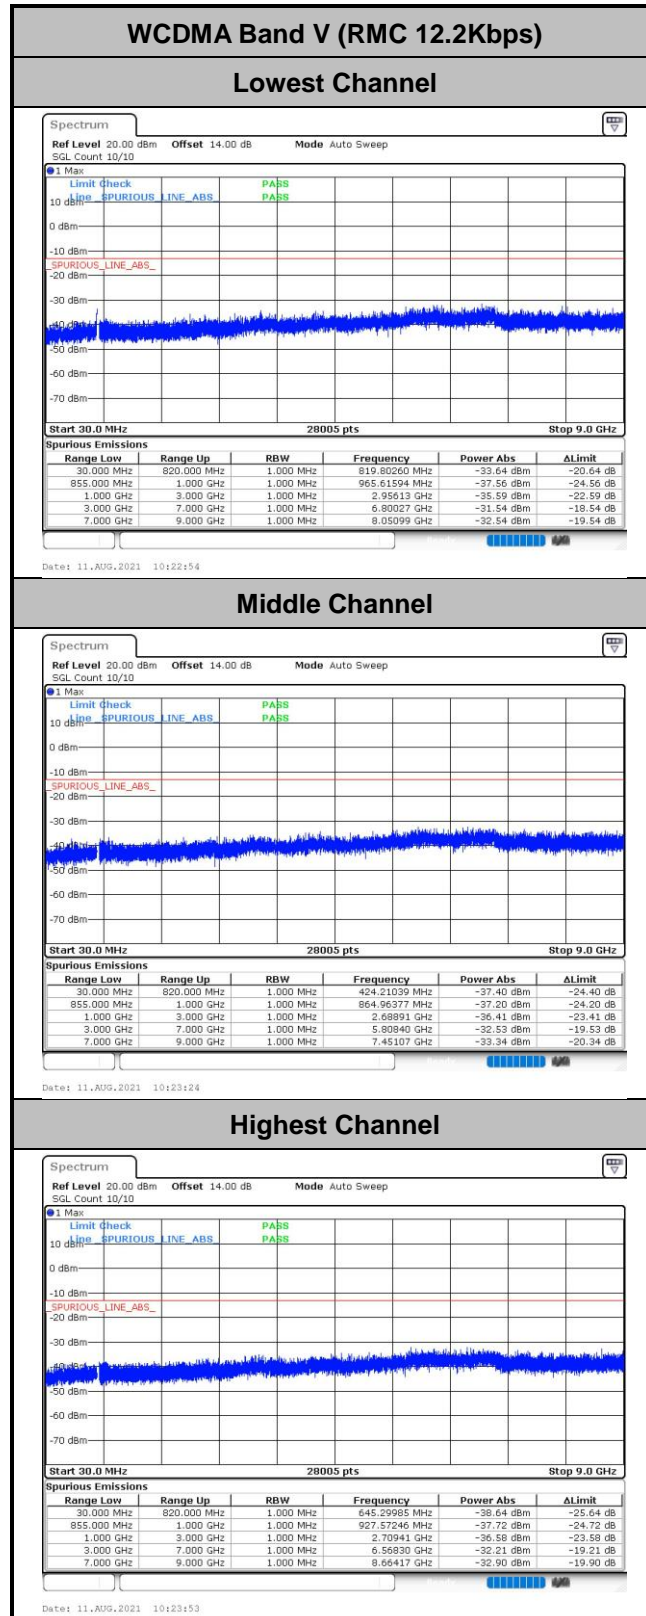 WCDMA Band V (RMC 12.2Kbps)
Lowest Channel
Spectrum
Ref Level 20.00 dBm Offset 14.00 dB Mode Auto Sweep
SGL Count 10/10
1 Max
Limit Check PASS
10 dBm Line _SPURIOUS_LINE_ABS_ PASS
0 dBm
-10 dBm
_SPURIOUS_LINE_ABS_
-20 dBm
-30 dBm
-40 dBm
-50 dBm
-60 dBm
-70 dBm
Start 30.0 MHz 28005 pts Stop 9.0 GHz
Spurious Emissions
Range Low Range Up RBW Frequency Power Abs ΔLimit
30.000 MHz 820.000 MHz 1.000 MHz 819.80260 MHz -33.64 dBm -20.64 dB
855.000 MHz 1.000 GHz 1.000 MHz 965.61594 MHz -37.56 dBm -24.56 dB
1.000 GHz 3.000 GHz 1.000 MHz 2.95613 GHz -35.59 dBm -22.59 dB
3.000 GHz 7.000 GHz 1.000 MHz 6.80027 GHz -31.54 dBm -18.54 dB
7.000 GHz 9.000 GHz 1.000 MHz 8.05099 GHz -32.54 dBm -19.54 dB
Date: 11.AUG.2021 10:22:54
Middle Channel
Spectrum
Ref Level 20.00 dBm Offset 14.00 dB Mode Auto Sweep
SGL Count 10/10
1 Max
Limit Check PASS
10 dBm Line _SPURIOUS_LINE_ABS_ PASS
0 dBm
-10 dBm
_SPURIOUS_LINE_ABS_
-20 dBm
-30 dBm
-40 dBm
-50 dBm
-60 dBm
-70 dBm
Start 30.0 MHz 28005 pts Stop 9.0 GHz
Spurious Emissions
Range Low Range Up RBW Frequency Power Abs ΔLimit
30.000 MHz 820.000 MHz 1.000 MHz 424.21039 MHz -37.40 dBm -24.40 dB
855.000 MHz 1.000 GHz 1.000 MHz 864.96377 MHz -37.20 dBm -24.20 dB
1.000 GHz 3.000 GHz 1.000 MHz 2.68891 GHz -36.41 dBm -23.41 dB
3.000 GHz 7.000 GHz 1.000 MHz 5.80840 GHz -32.53 dBm -19.53 dB
7.000 GHz 9.000 GHz 1.000 MHz 7.45107 GHz -33.34 dBm -20.34 dB
Date: 11.AUG.2021 10:23:24
Highest Channel
Spectrum
Ref Level 20.00 dBm Offset 14.00 dB Mode Auto Sweep
SGL Count 10/10
1 Max
Limit Check PASS
10 dBm Line _SPURIOUS_LINE_ABS_ PASS
0 dBm
-10 dBm
_SPURIOUS_LINE_ABS_
-20 dBm
-30 dBm
-40 dBm
-50 dBm
-60 dBm
-70 dBm
Start 30.0 MHz 28005 pts Stop 9.0 GHz
Spurious Emissions
Range Low Range Up RBW Frequency Power Abs ΔLimit
30.000 MHz 820.000 MHz 1.000 MHz 645.29985 MHz -38.64 dBm -25.64 dB
855.000 MHz 1.000 GHz 1.000 MHz 927.57246 MHz -37.72 dBm -24.72 dB
1.000 GHz 3.000 GHz 1.000 MHz 2.70941 GHz -36.58 dBm -23.58 dB
3.000 GHz 7.000 GHz 1.000 MHz 6.56830 GHz -32.21 dBm -19.21 dB
7.000 GHz 9.000 GHz 1.000 MHz 8.66417 GHz -32.90 dBm -19.90 dB
Date: 11.AUG.2021 10:23:53